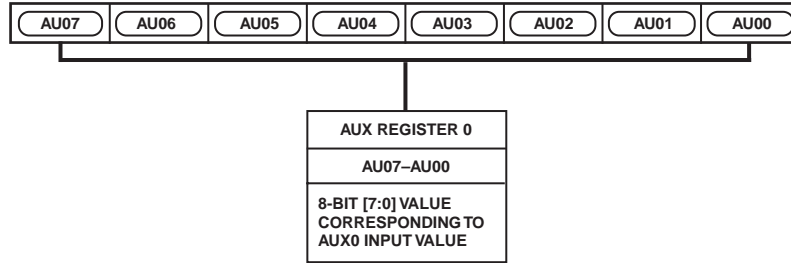 AU07 AU06 AU05 AU04 AU03 AU02 AU01 AU00
AUX REGISTER 0
AU07–AU00
8-BIT [7:0] VALUE
CORRESPONDING TO
AUX0 INPUT VALUE